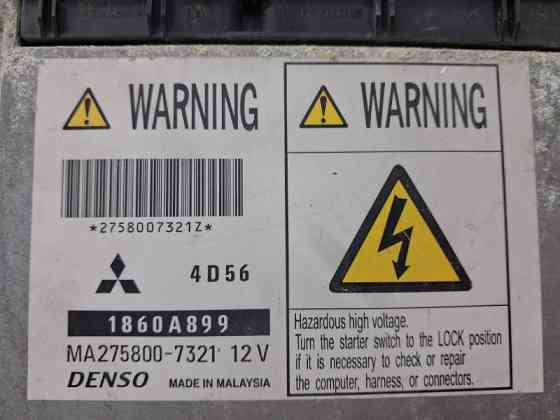 WARNING
*2758007321Z*
4D56
1860A899
MA275800-7321 12V
DENSO MADE IN MALAYSIA
WARNING
Hazardous high voltage.
Turn the starter switch to the LOCK position
if it is necessary to check or repair
the computer, harness, or connectors.